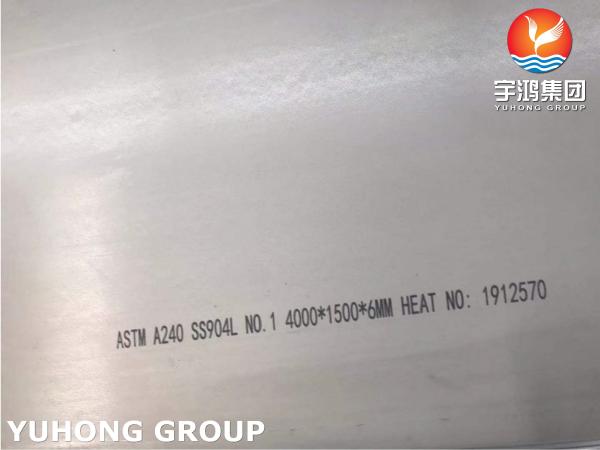 宇鸿集团
YUHONG GROUP
ASTM A240 SS904L NO.1 4000*1500*6MM HEAT NO: 1912570
YUHONG GROUP